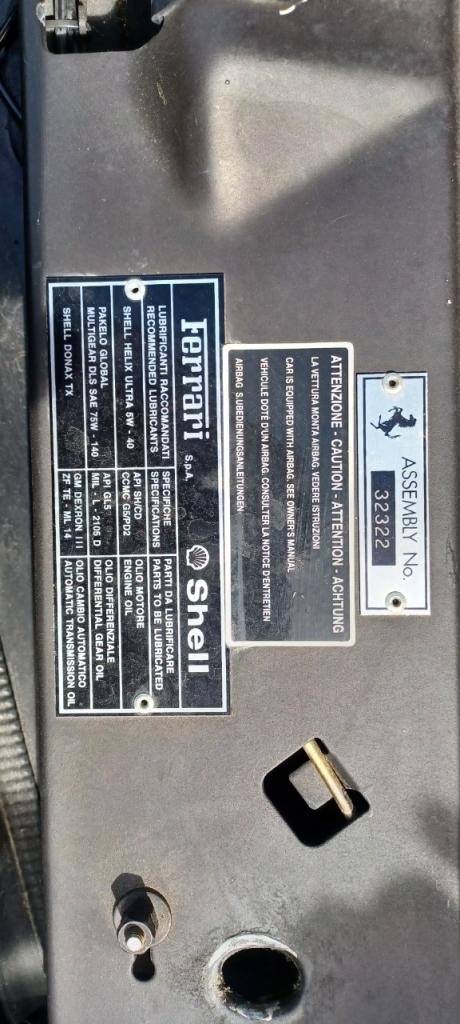 ASSEMBLY No.
32322
ATTENZIONE - CAUTION - ATTENTION - ACHTUNG
LA VETTURA MONTA AIRBAG. VEDERE ISTRUZIONI
CAR IS EQUIPPED WITH AIRBAG. SEE OWNER'S MANUAL
VEHICULE DOTÉ D'UN AIRBAG. CONSULTER LA NOTICE D'ENTRETIEN
AIRBAG S.UBEDIENUNGSANLEITUNGEN
Ferrari S.p.A. Shell
LUBRIFICANTI RACCOMANDATI SPECIFICHE PARTI DA LUBRIFICARE
RECOMMENDED LUBRICANTS SPECIFICATIONS PARTS TO BE LUBRICATED
SHELL HELIX ULTRA 5W - 40 API SH/CD OLIO MOTORE
CCMC G5/PD2 ENGINE OIL
PAKELO GLOBAL API GL5 OLIO DIFFERENZIALE
MULTIGEAR DLS SAE 75W - 140 MIL - L - 2105 D DIFFERENTIAL GEAR OIL
SHELL DONAX TX GM DEXRON III OLIO CAMBIO AUTOMATICO
ZF TE - ML 14 AUTOMATIC TRANSMISSION OIL